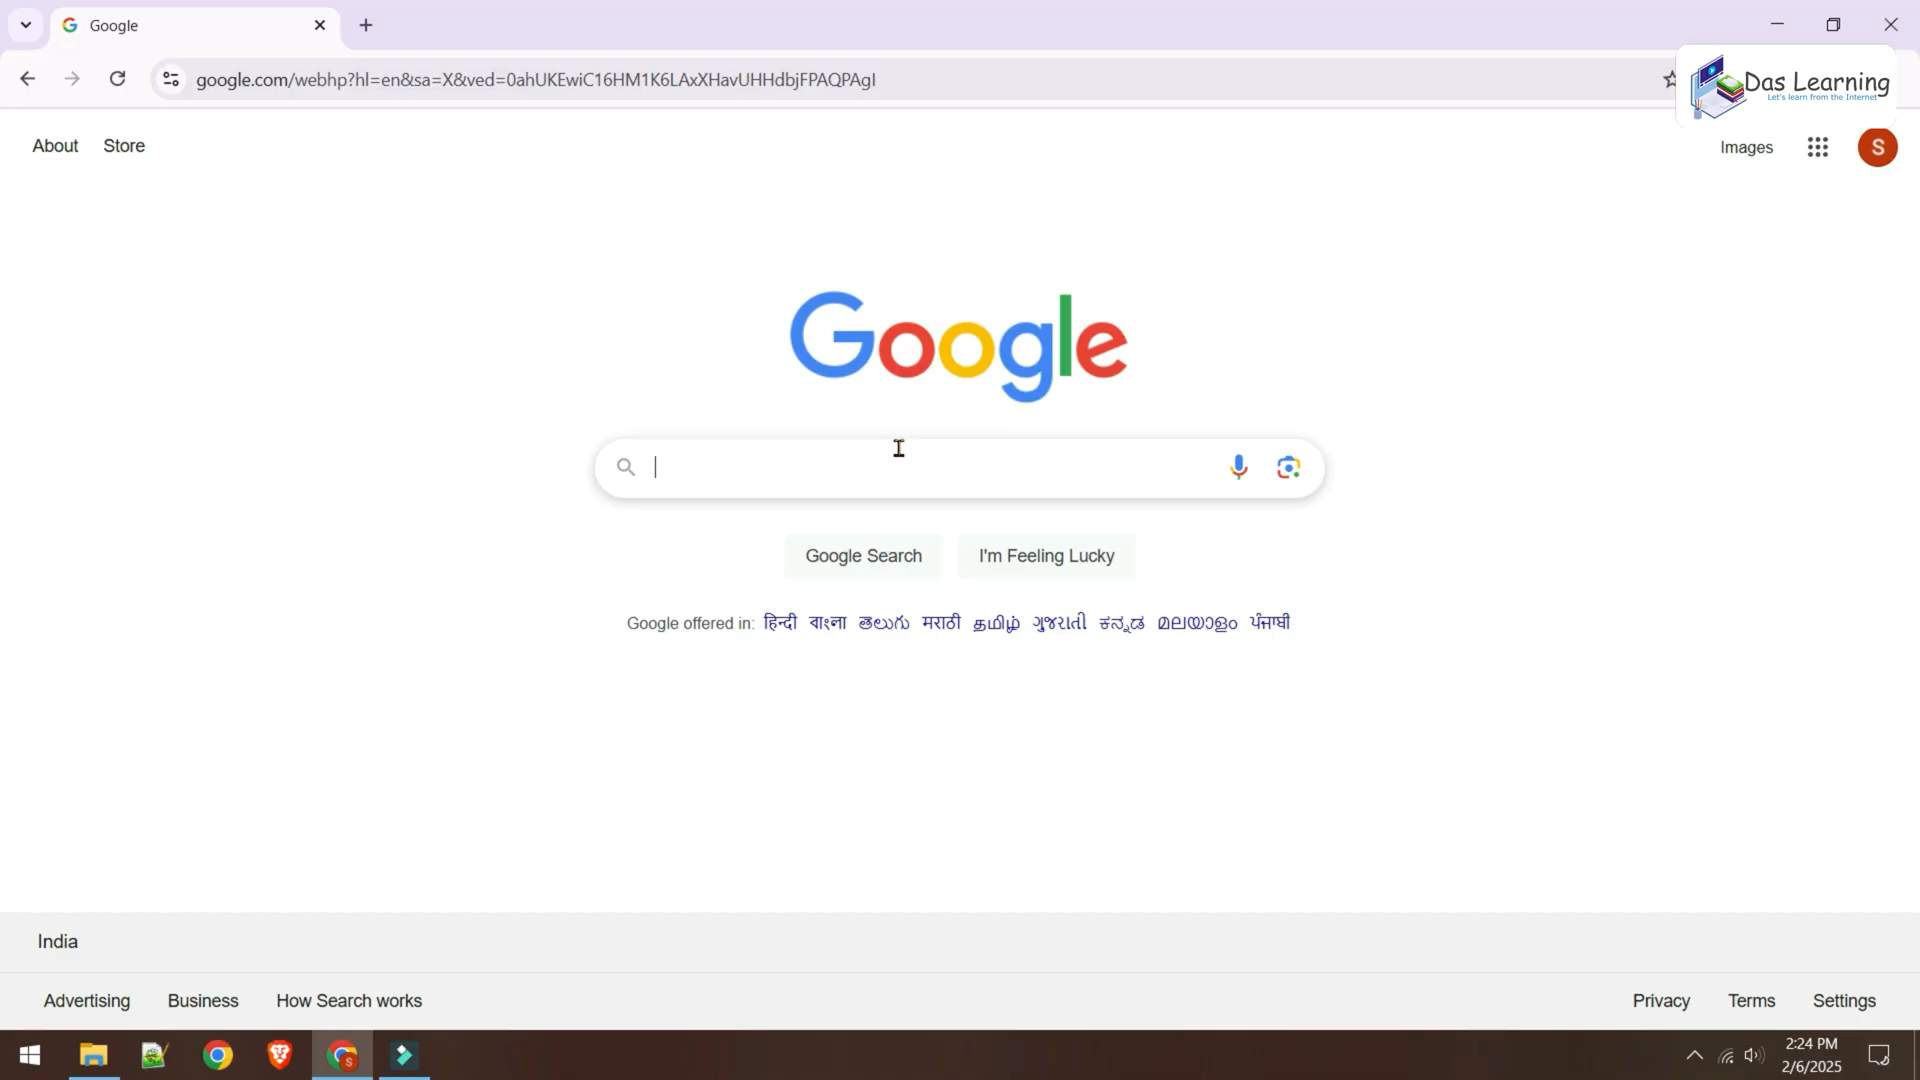 Google
google.com/webhp?hl=en&sa=X&ved=0ahUKEwiC16HM1K6LAxXHavUHHdbjFPAQPAgI
Das Learning
Let's learn from the Internet
About Store
Images
S
Google
Google Search I'm Feeling Lucky
Google offered in: हिन्दी বাংলা తెలుగు मराठी தமிழ் ગુજરાતી ಕನ್ನಡ മലയാളം ਪੰਜਾਬੀ
India
Advertising Business How Search works Privacy Terms Settings
S
2:24 PM
2/6/2025